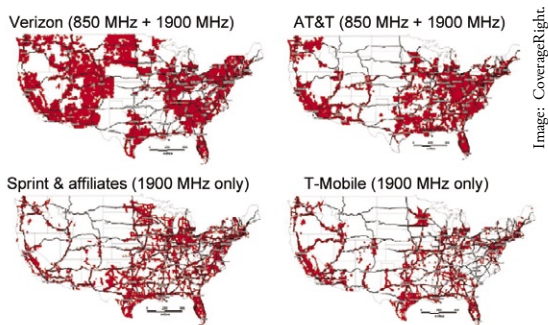 Verizon (850 MHz + 1900 MHz)
AT&T (850 MHz + 1900 MHz)
Sprint & affiliates (1900 MHz only)
T-Mobile (1900 MHz only)
Image: CoverageRight.